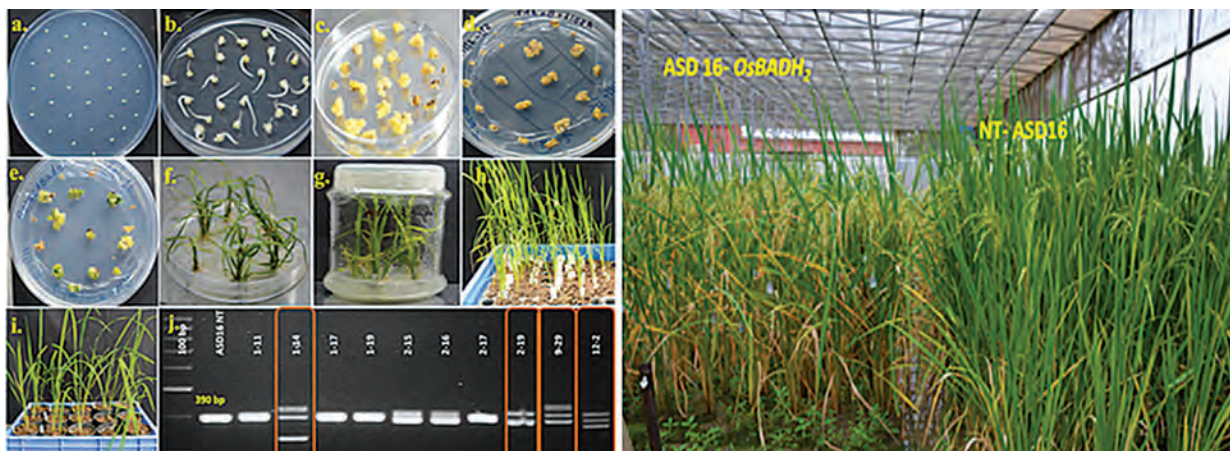 a.
b.
c.
d.
e.
f.
g.
h.
i.
j.
100 bp
ASD16 NT
1-11
1-14
1-17
1-19
2-15
2-16
2-17
2-19
9-29
12-2
390 bp
ASD 16- OsBADH₂
NT- ASD16